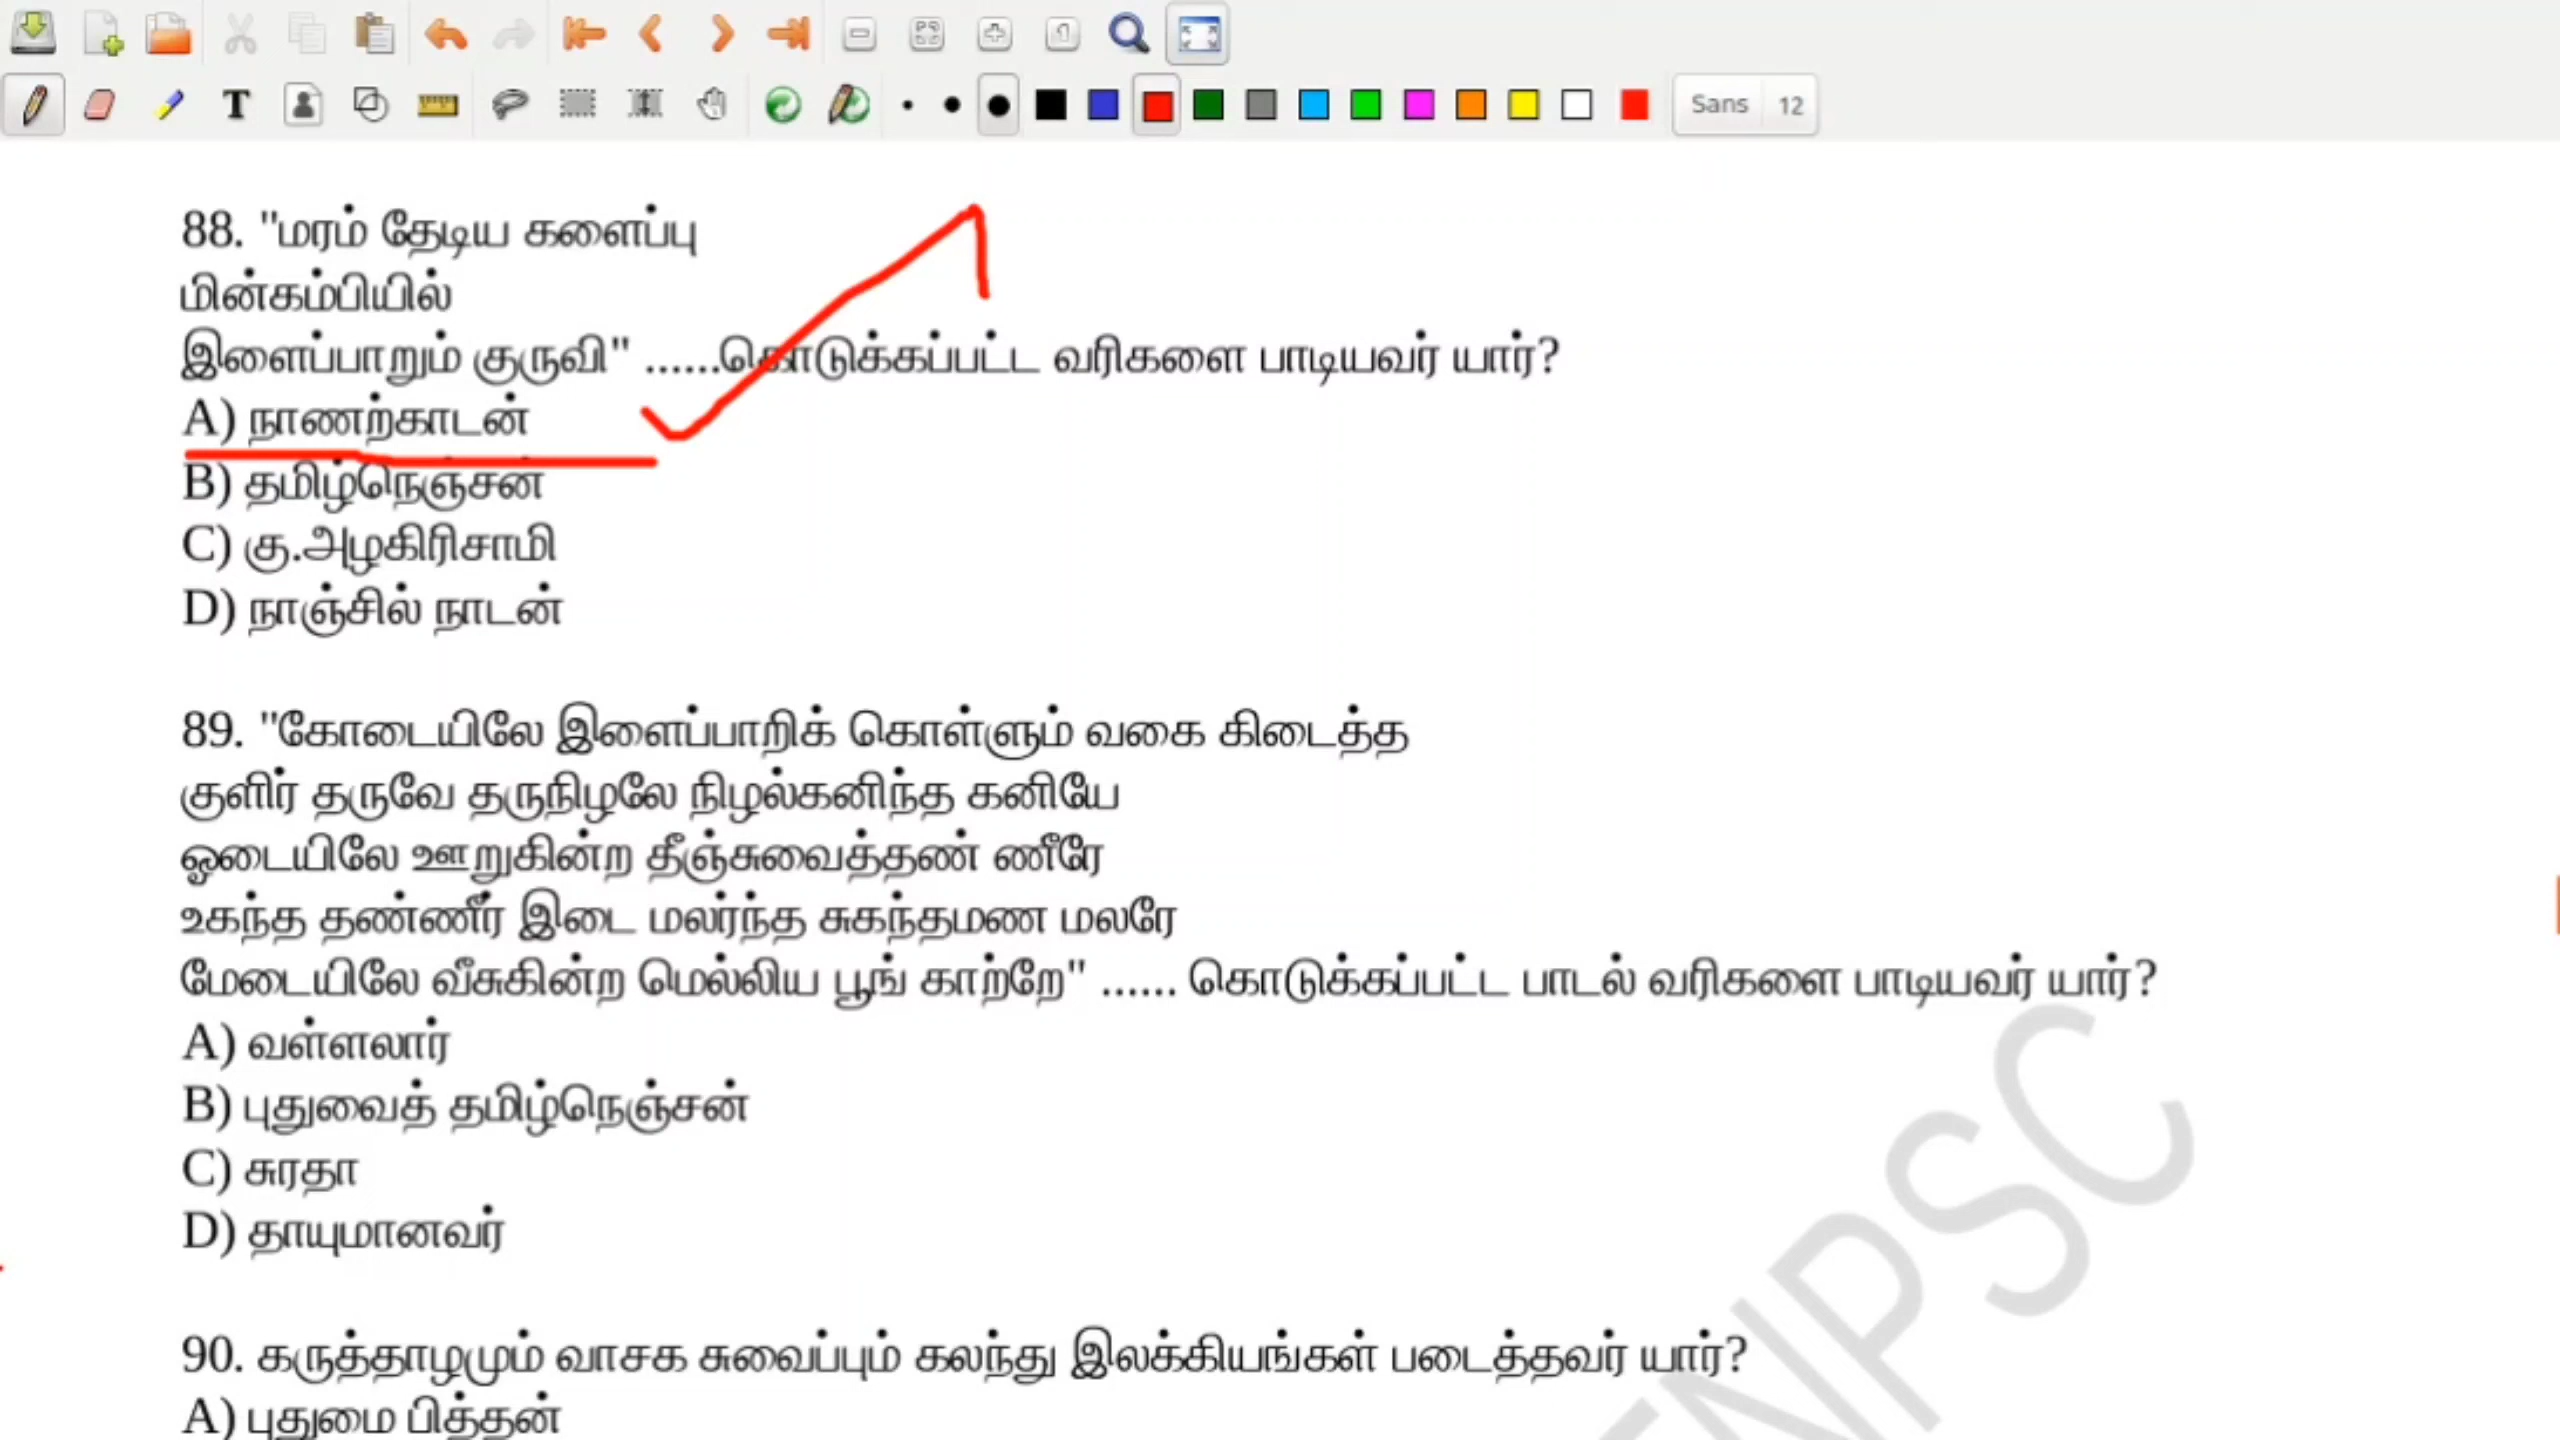 Sans 12
88. "மரம் தேடிய களைப்பு
மின்கம்பியில்
இளைப்பாறும் குருவி" ......கொடுக்கப்பட்ட வரிகளை பாடியவர் யார்?
A) நாணற்காடன்
B) தமிழ்நெஞ்சன்
C) கு.அழகிரிசாமி
D) நாஞ்சில் நாடன்
89. "கோடையிலே இளைப்பாறிக் கொள்ளும் வகை கிடைத்த
குளிர் தருவே தருநிழலே நிழல்கனிந்த கனியே
ஓடையிலே ஊறுகின்ற தீஞ்சுவைத்தண் ணீரே
உகந்த தண்ணீர் இடை மலர்ந்த சுகந்தமண மலரே
மேடையிலே வீசுகின்ற மெல்லிய பூங் காற்றே" ...... கொடுக்கப்பட்ட பாடல் வரிகளை பாடியவர் யார்?
A) வள்ளலார்
B) புதுவைத் தமிழ்நெஞ்சன்
C) சுரதா
D) தாயுமானவர்
90. கருத்தாழமும் வாசக சுவைப்பும் கலந்து இலக்கியங்கள் படைத்தவர் யார்?
A) புதுமை பித்தன்
TNPSC